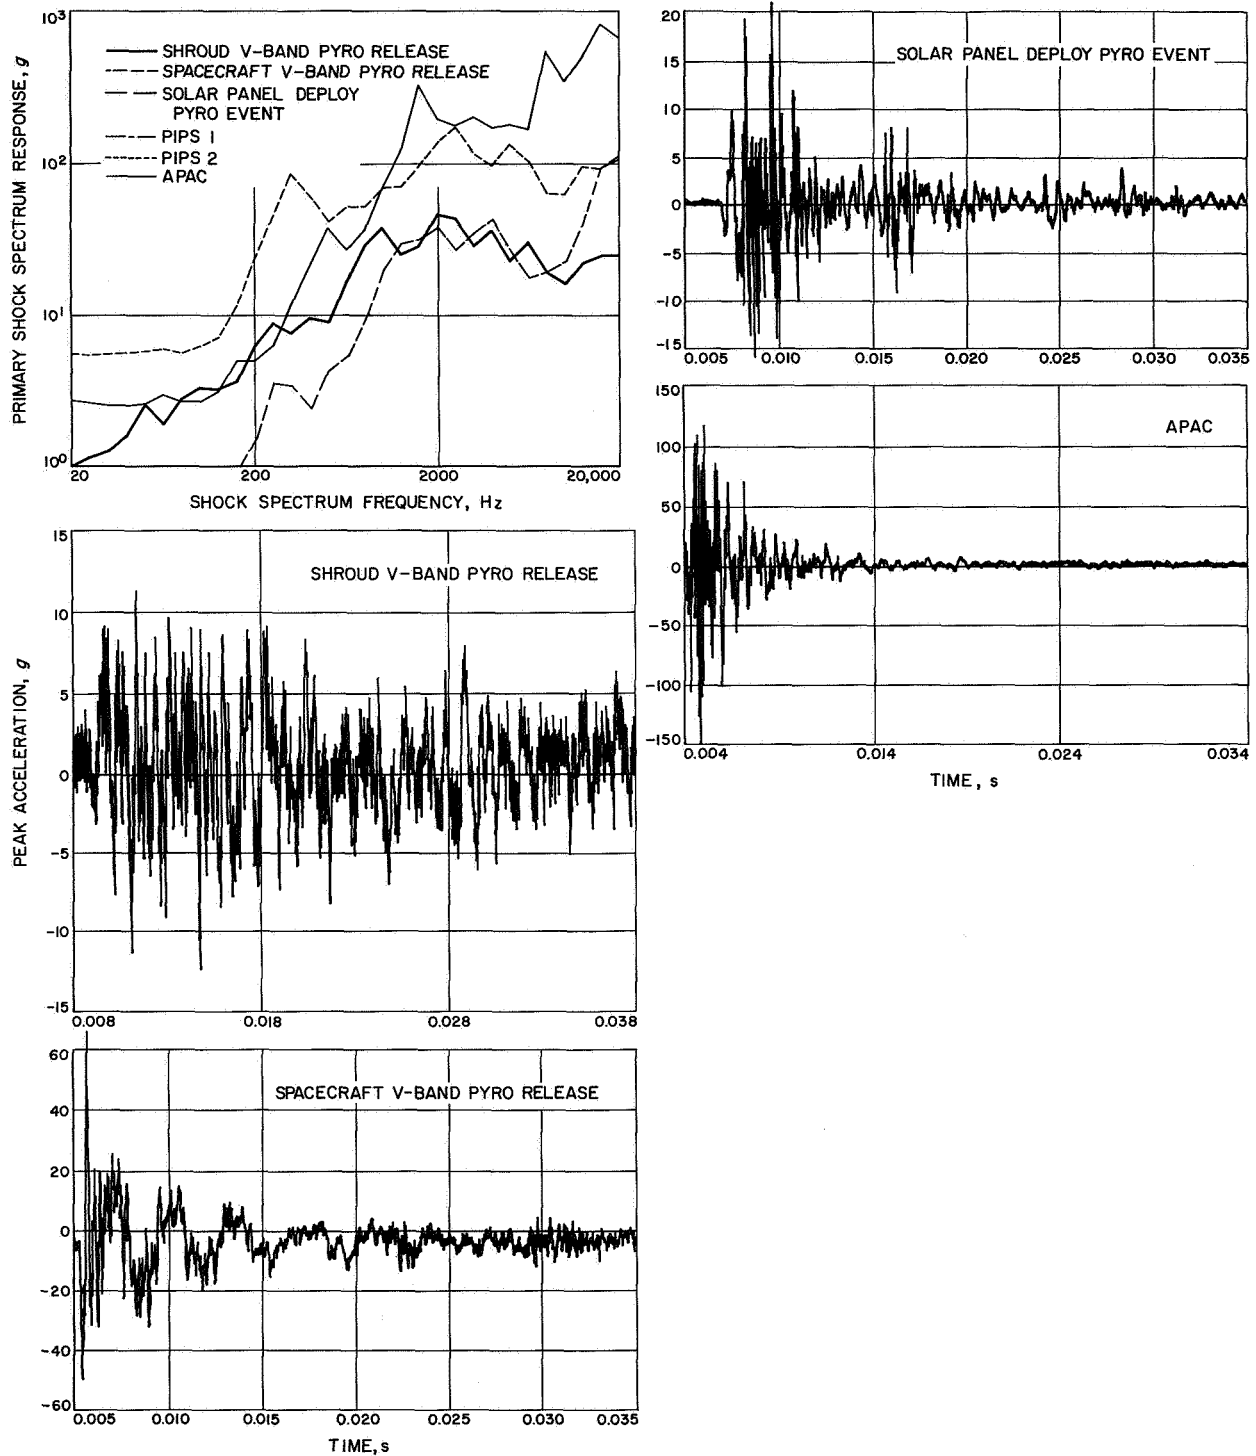 10³
10²
10¹
10⁰
PRIMARY SHOCK SPECTRUM RESPONSE, g
SHROUD V-BAND PYRO RELEASE
SPACECRAFT V-BAND PYRO RELEASE
SOLAR PANEL DEPLOY
PYRO EVENT
PIPS 1
PIPS 2
APAC
20 200 2000 20,000
SHOCK SPECTRUM FREQUENCY, Hz
15
10
5
0
-5
-10
-15
PEAK ACCELERATION, g
SHROUD V-BAND PYRO RELEASE
0.008 0.018 0.028 0.038
60
40
20
0
-20
-40
-60
SPACECRAFT V-BAND PYRO RELEASE
0.005 0.010 0.015 0.020 0.025 0.030 0.035
TIME, s
20
15
10
5
0
-5
-10
-15
SOLAR PANEL DEPLOY PYRO EVENT
0.005 0.010 0.015 0.020 0.025 0.030 0.035
150
100
50
0
-50
-100
-150
APAC
0.004 0.014 0.024 0.034
TIME, s